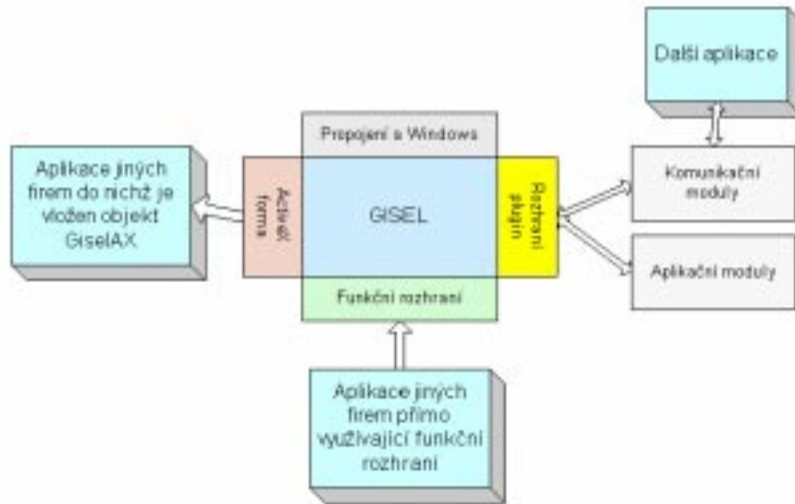 Další aplikace
Propojení s Windows
Aplikace jiných
firem do nichž je
vložen objekt
GiselAX
ActiveX
forma
GISEL
Rozhraní
plugin
Komunikační
moduly
Aplikační moduly
Funkční rozhraní
Aplikace jiných
firem přímo
využívající funkční
rozhraní